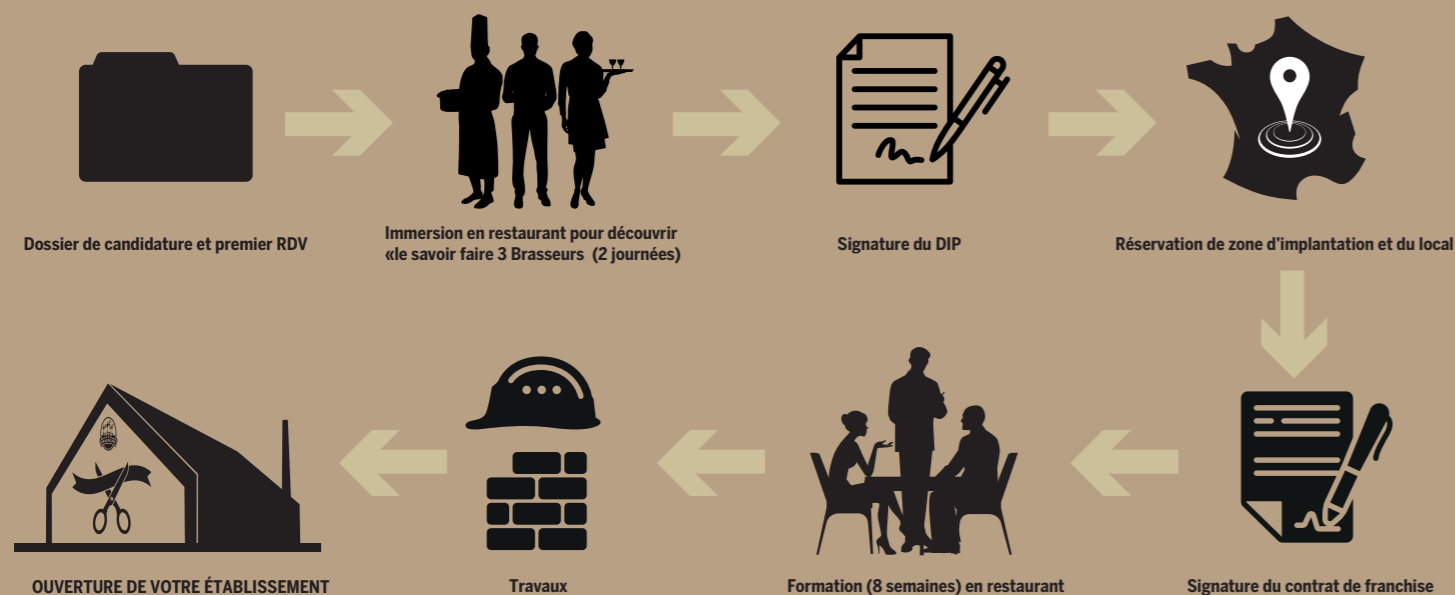 Dossier de candidature et premier RDV
Immersion en restaurant pour découvrir
«le savoir faire 3 Brasseurs (2 journées)
Signature du DIP
Réservation de zone d'implantation et du local
Signature du contrat de franchise
Formation (8 semaines) en restaurant
Travaux
OUVERTURE DE VOTRE ÉTABLISSEMENT